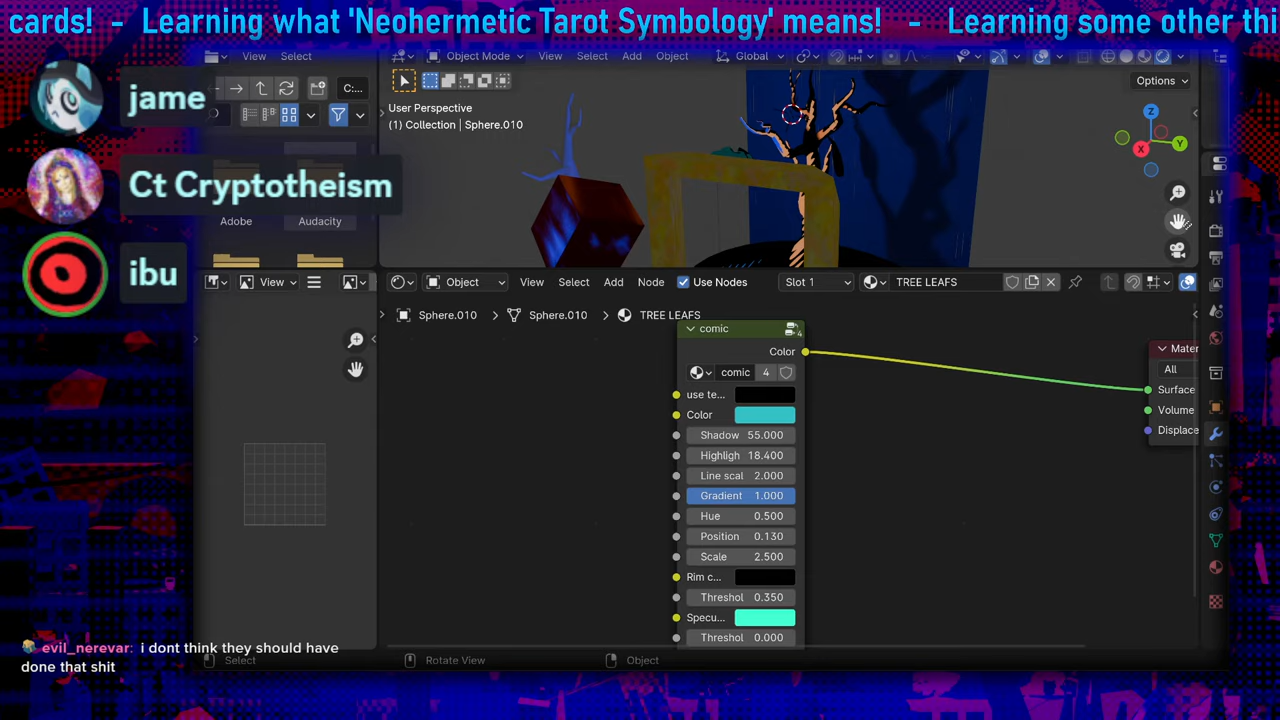 cards!  -  Learning what 'Neohermetic Tarot Symbology' means!  -  Learning some other thi
View Select
Object Mode View Select Add Object Global
jame
C:...
Options
User Perspective
(1) Collection | Sphere.010
Ct Cryptotheism
Adobe Audacity
X Y Z
ibu
View
Object View Select Add Node Use Nodes Slot 1 TREE LEAFS
Sphere.010 > Sphere.010 > TREE LEAFS
comic
Color
comic 4
use te...
Color
Shadow 55.000
Highligh 18.400
Line scal 2.000
Gradient 1.000
Hue 0.500
Position 0.130
Scale 2.500
Rim c...
Threshol 0.350
Specu...
Threshol 0.000
Mater
All
Surface
Volume
Displace
evil_nerevar: i dont think they should have
done that shit
Select Rotate View Object